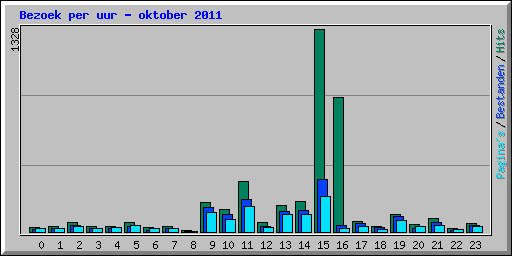 Bezoek per uur - oktober 2011
1328
Pagina's / Bestanden / Hits
0 1 2 3 4 5 6 7 8 9 10 11 12 13 14 15 16 17 18 19 20 21 22 23